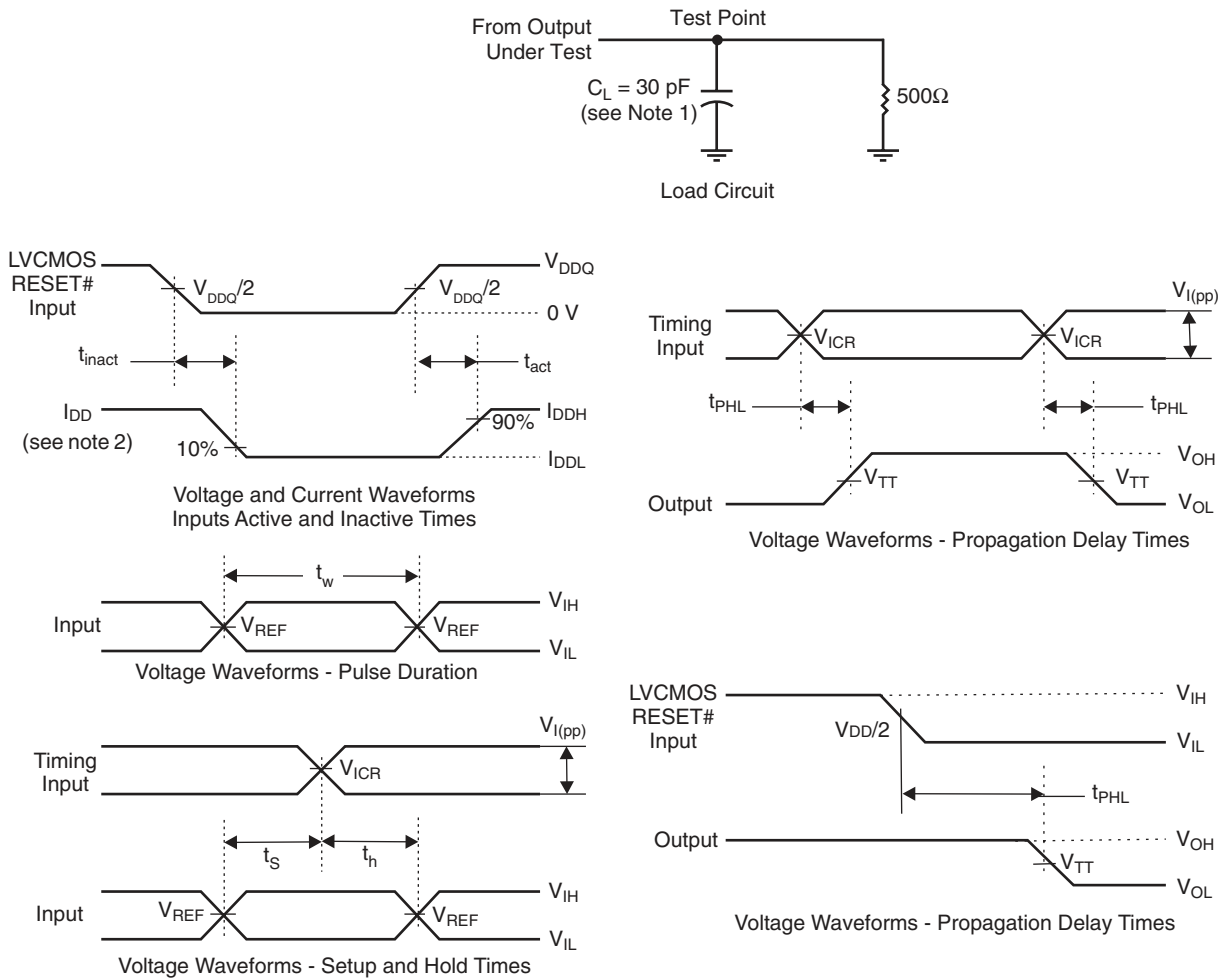 From Output
Under Test
Test Point
C_L = 30 pF
(see Note 1)
500Ω
Load Circuit
LVCMOS
RESET#
Input
V_DDQ/2
V_DDQ/2
V_DDQ
0 V
t_inact
t_act
I_DD
(see note 2)
10%
90%
I_DDH
I_DDL
Voltage and Current Waveforms
Inputs Active and Inactive Times
t_w
Input
V_REF
V_REF
V_IH
V_IL
Voltage Waveforms - Pulse Duration
Timing
Input
V_ICR
V_I(pp)
t_S
t_h
Input
V_REF
V_REF
V_IH
V_IL
Voltage Waveforms - Setup and Hold Times
Timing
Input
V_ICR
V_ICR
V_I(pp)
t_PHL
t_PHL
Output
V_TT
V_TT
V_OH
V_OL
Voltage Waveforms - Propagation Delay Times
LVCMOS
RESET#
Input
VDD/2
V_IH
V_IL
t_PHL
Output
V_TT
V_OH
V_OL
Voltage Waveforms - Propagation Delay Times